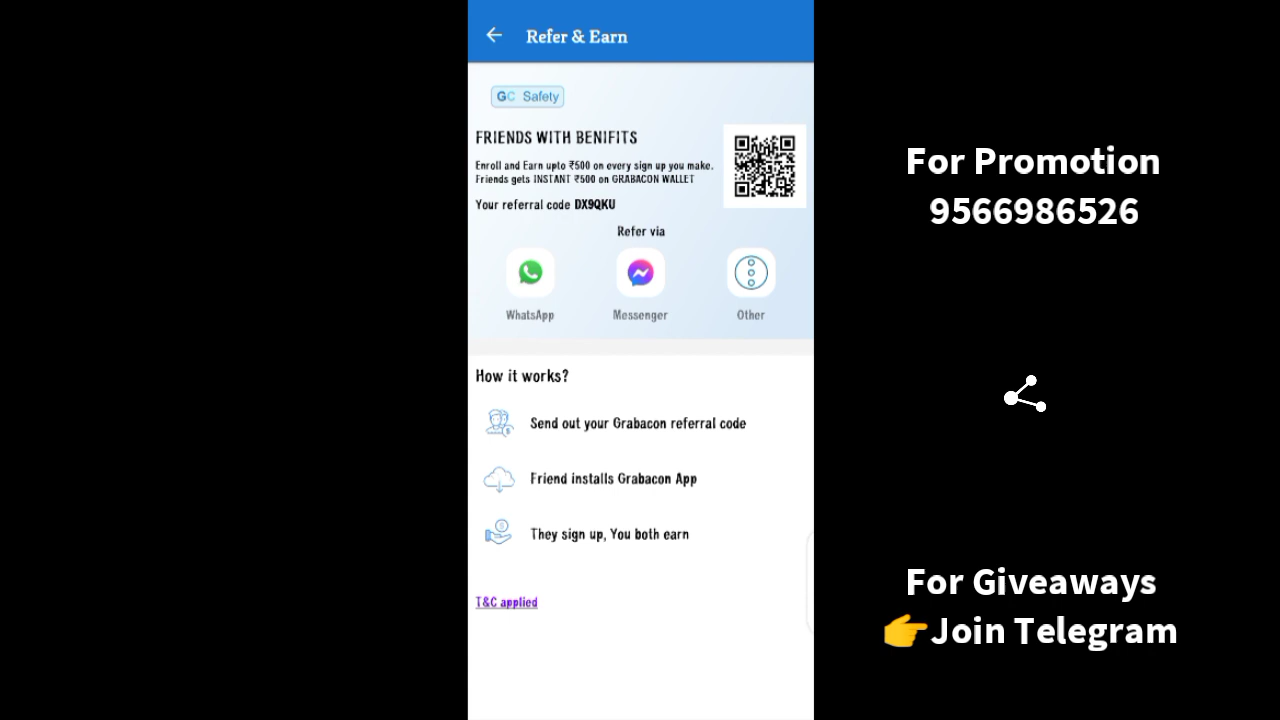 Refer & Earn
GC Safety
FRIENDS WITH BENIFITS
Enroll and Earn upto ₹500 on every sign up you make.
Friends gets INSTANT ₹500 on GRABACON WALLET
Your referral code DX9QKU
Refer via
WhatsApp
Messenger
Other
How it works?
Send out your Grabacon referral code
Friend installs Grabacon App
They sign up, You both earn
T&C applied
For Promotion
9566986526
For Giveaways
👉Join Telegram